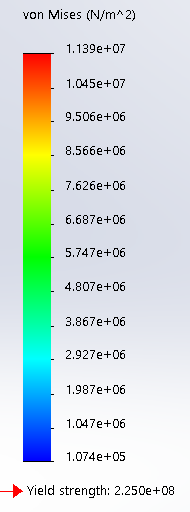 von Mises (N/m^2)
1.139e+07
1.045e+07
9.506e+06
8.566e+06
7.626e+06
6.687e+06
5.747e+06
4.807e+06
3.867e+06
2.927e+06
1.987e+06
1.047e+06
1.074e+05
Yield strength: 2.250e+08